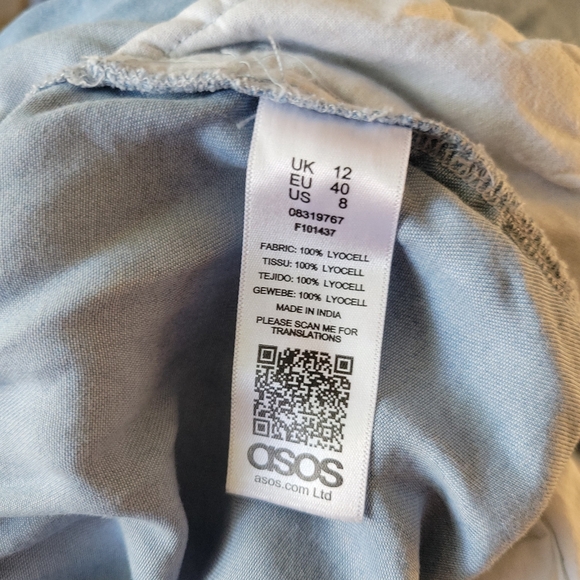 UK 12
EU 40
US 8
08319767
F101437
FABRIC: 100% LYOCELL
TISSU: 100% LYOCELL
TEJIDO: 100% LYOCELL
GEWEBE: 100% LYOCELL
MADE IN INDIA
PLEASE SCAN ME FOR
TRANSLATIONS
asos
asos.com Ltd